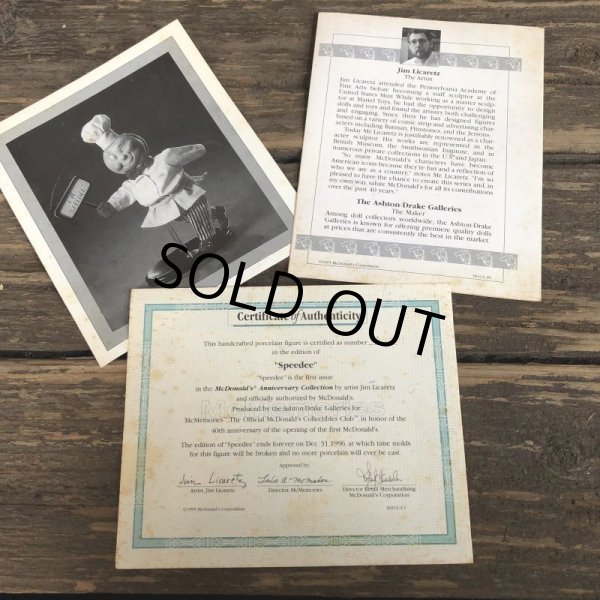 Jim Licaretz
The Artist
Jim Licaretz attended the Pennsylvania Academy of
Fine Arts before becoming a staff sculptor at the
United States Mint. While working as a master sculp-
tor at Mattel Toys, he had the opportunity to design
dolls and toys and found the artistry both challenging
and engaging. Since then he has designed figures
based on a variety of comic strip and advertising char-
acters including Batman, Flintstones, and the Jetsons.
Today Mr. Licaretz is justifiably renowned as a char-
acter sculptor. His works are represented in the
British Museum, the Smithsonian Institute, and in
numerous private collections in the U.S. and Japan.
"So many McDonald's characters have become
American icons because they're fun and a reflection of
who we are as a country," notes Mr. Licaretz. "I'm so
pleased to have the chance to create this series and, in
my own way, salute McDonald's for all its contributions
over the past 40 years."
The Ashton-Drake Galleries
The Maker
Among doll collectors worldwide, the Ashton-Drake
Galleries is known for offering premiere quality dolls
at prices that are consistently the best in the market.
©1995 McDonald's Corporation
SOLD OUT
Certificate of Authenticity
This handcrafted porcelain figure is certified as number
in the edition of
"Speedee"
"Speedee" is the first issue
in the McDonald's® Anniversary Collection by artist Jim Licaretz
and officially authorized by McDonald's.
Produced by the Ashton-Drake Galleries for
McMemories™, The Official McDonald's Collectibles Club™, in honor of the
40th anniversary of the opening of the first McDonald's.
The edition of "Speedee" ends forever on Dec. 31, 1996, at which time molds
for this figure will be broken and no more porcelain will ever be cast.
Approved by
Jim Licaretz
Artist, Jim Licaretz
Director McMemories
Director Retail Merchandising
McDonald's Corporation
©1995 McDonald's Corporation